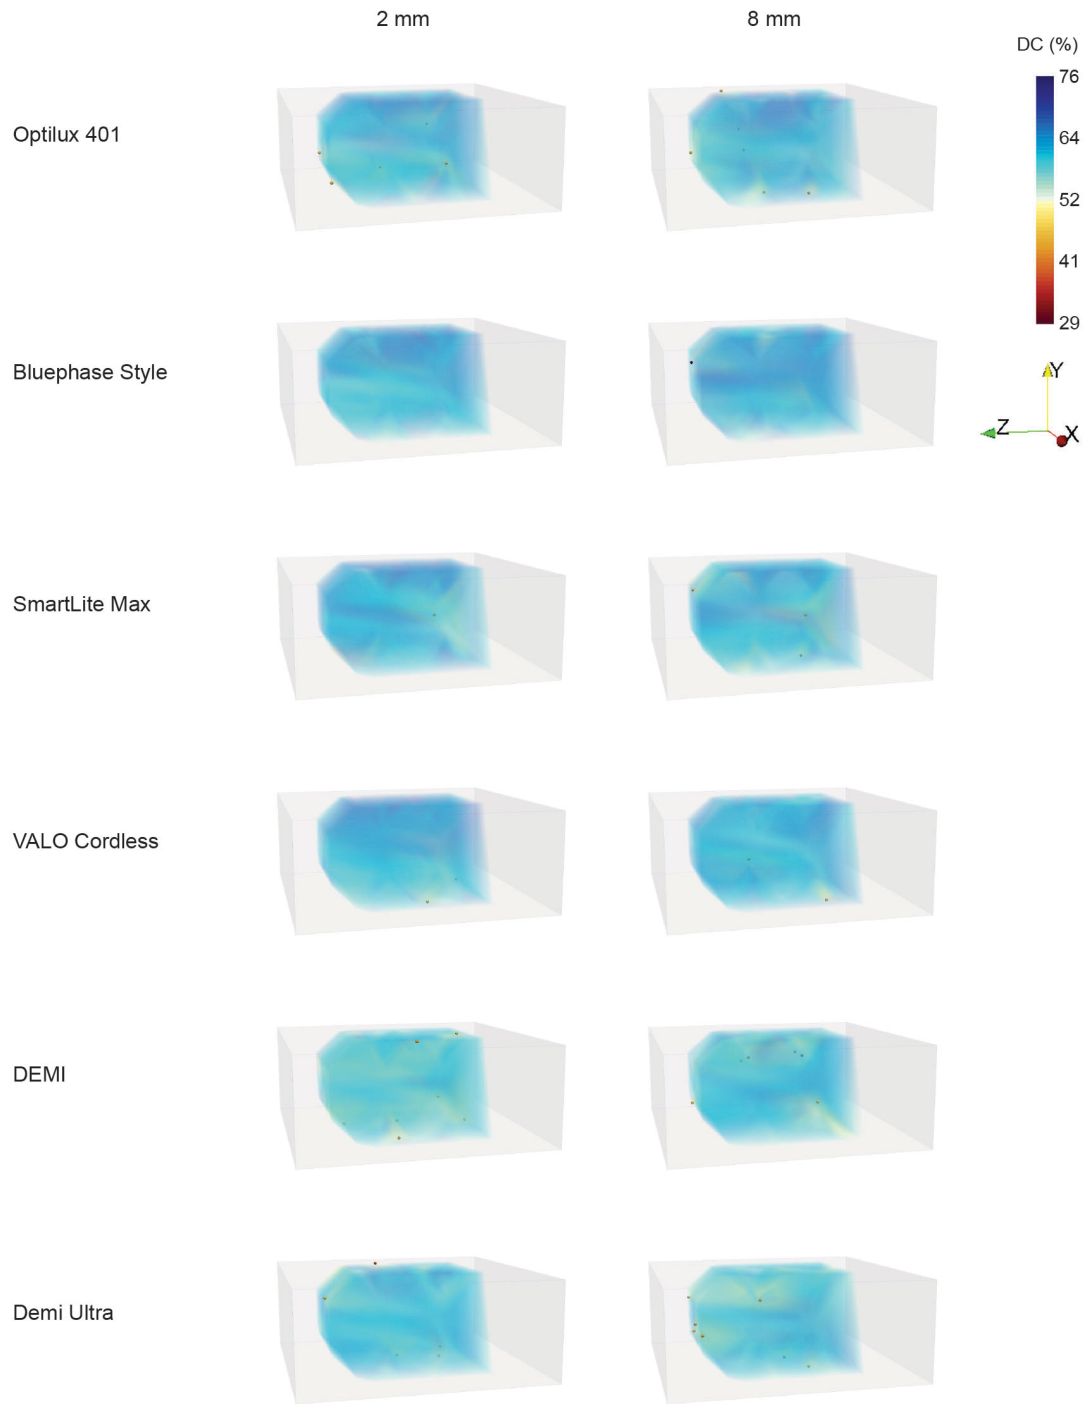 2 mm 8 mm
DC (%)
76
Optilux 401
64
52
41
29
Bluephase Style
Y
Z
X
SmartLite Max
VALO Cordless
DEMI
Demi Ultra